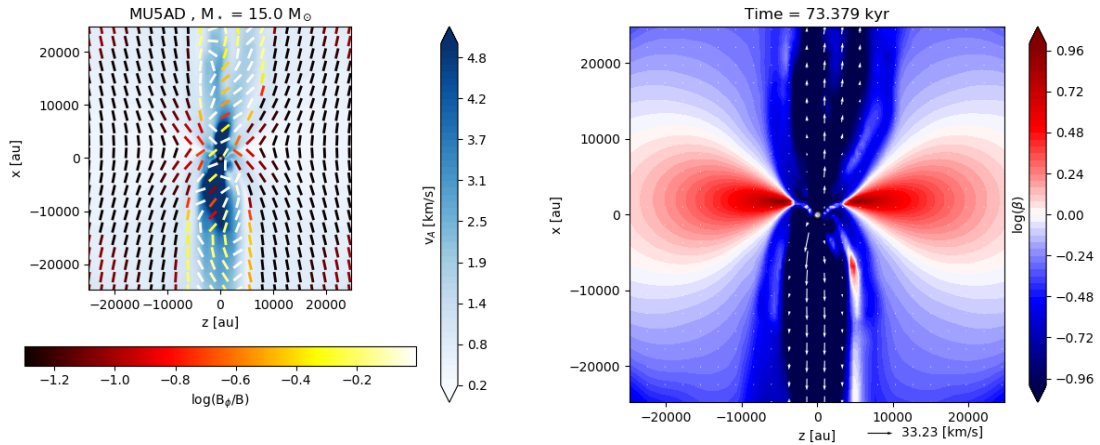 MU5AD , M⋆ = 15.0 M⊙
x [au]
20000
10000
0
−10000
−20000
−20000 −10000 0 10000 20000
z [au]
4.8
4.2
3.7
3.1
2.5
1.9
1.4
0.8
0.2
v_A [km/s]
−1.2 −1.0 −0.8 −0.6 −0.4 −0.2
log(B_ϕ/B)
Time = 73.379 kyr
x [au]
20000
10000
0
−10000
−20000
−20000 −10000 0 10000 20000
z [au]
33.23 [km/s]
log(β)
0.96
0.72
0.48
0.24
0.00
−0.24
−0.48
−0.72
−0.96